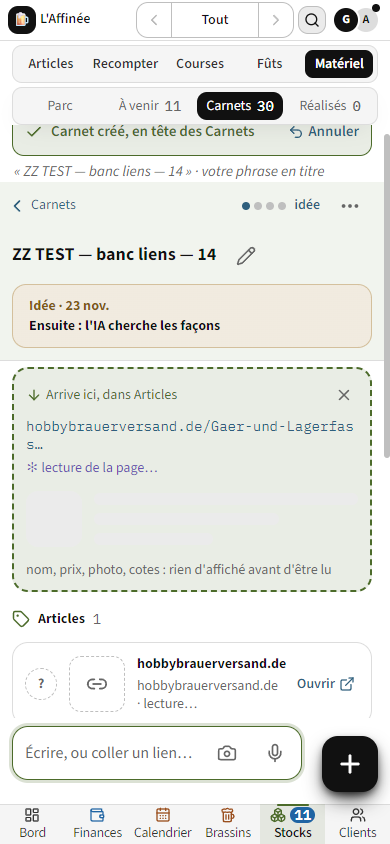 L'Affinée
Tout
G
A
Articles
Recompter
Courses
Fûts
Matériel
Parc
À venir 11
Carnets 30
Réalisés 0
Carnet créé, en tête des Carnets
Annuler
« ZZ TEST — banc liens — 14 » · votre phrase en titre
Carnets
idée
ZZ TEST — banc liens — 14
Idée · 23 nov.
Ensuite : l'IA cherche les façons
Arrive ici, dans Articles
hobbybrauerversand.de/Gaer-und-Lagerfas
s…
lecture de la page…
nom, prix, photo, cotes : rien d'affiché avant d'être lu
Articles 1
?
hobbybrauerversand.de
hobbybrauerversand.de
· lecture…
Ouvrir
Écrire, ou coller un lien…
Bord
Finances
Calendrier
Brassins
11
Stocks
Clients